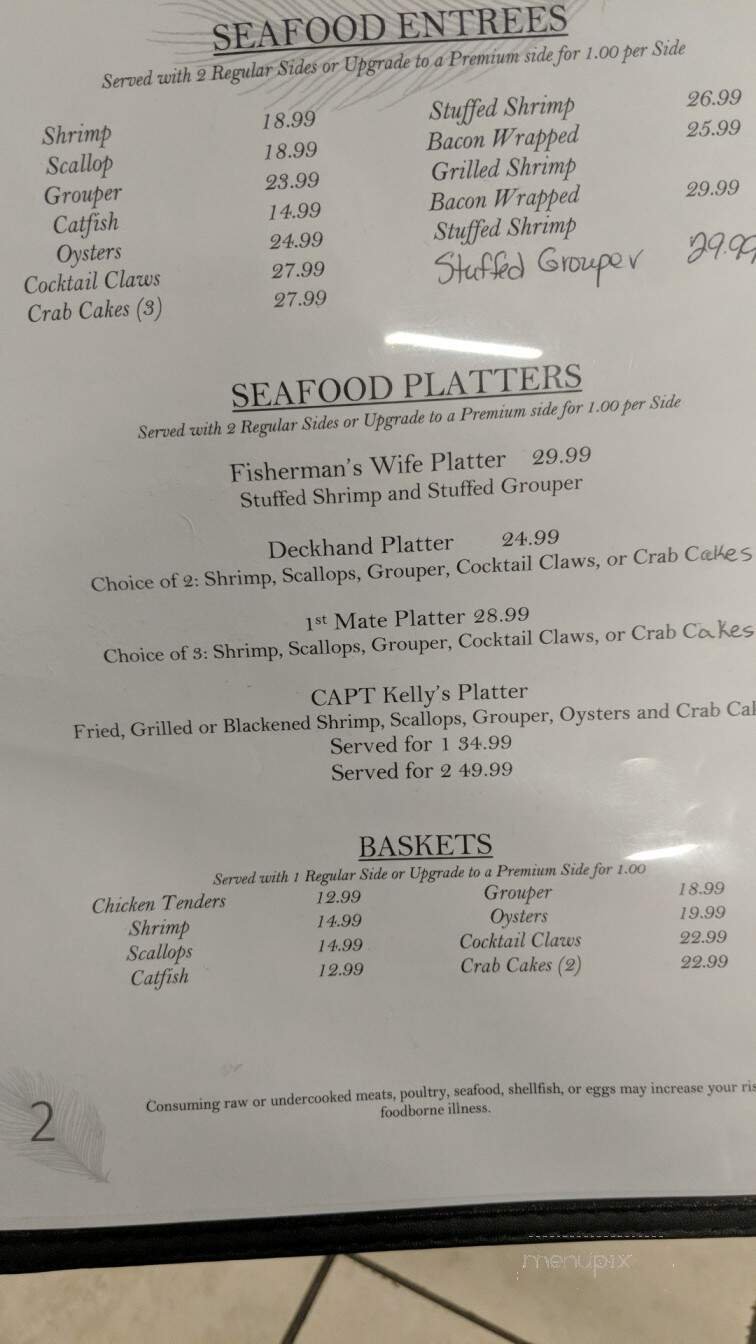 SEAFOOD ENTREES
Served with 2 Regular Sides or Upgrade to a Premium side for 1.00 per Side
Shrimp 18.99
Scallop 18.99
Grouper 23.99
Catfish 14.99
Oysters 24.99
Cocktail Claws 27.99
Crab Cakes (3) 27.99
Stuffed Shrimp 26.99
Bacon Wrapped 25.99
Grilled Shrimp
Bacon Wrapped 29.99
Stuffed Shrimp
Stuffed Grouper 29.99
SEAFOOD PLATTERS
Served with 2 Regular Sides or Upgrade to a Premium side for 1.00 per Side
Fisherman's Wife Platter 29.99
Stuffed Shrimp and Stuffed Grouper
Deckhand Platter 24.99
Choice of 2: Shrimp, Scallops, Grouper, Cocktail Claws, or Crab Cakes
1st Mate Platter 28.99
Choice of 3: Shrimp, Scallops, Grouper, Cocktail Claws, or Crab Cakes
CAPT Kelly's Platter
Fried, Grilled or Blackened Shrimp, Scallops, Grouper, Oysters and Crab
Served for 1 34.99
Served for 2 49.99
BASKETS
Served with 1 Regular Side or Upgrade to a Premium Side for 1.00
Chicken Tenders 12.99
Shrimp 14.99
Scallops 14.99
Catfish 12.99
Grouper 18.99
Oysters 19.99
Cocktail Claws 22.99
Crab Cakes (2) 22.99
Consuming raw or undercooked meats, poultry, seafood, shellfish, or eggs may increase your
foodborne illness.
2
menupix